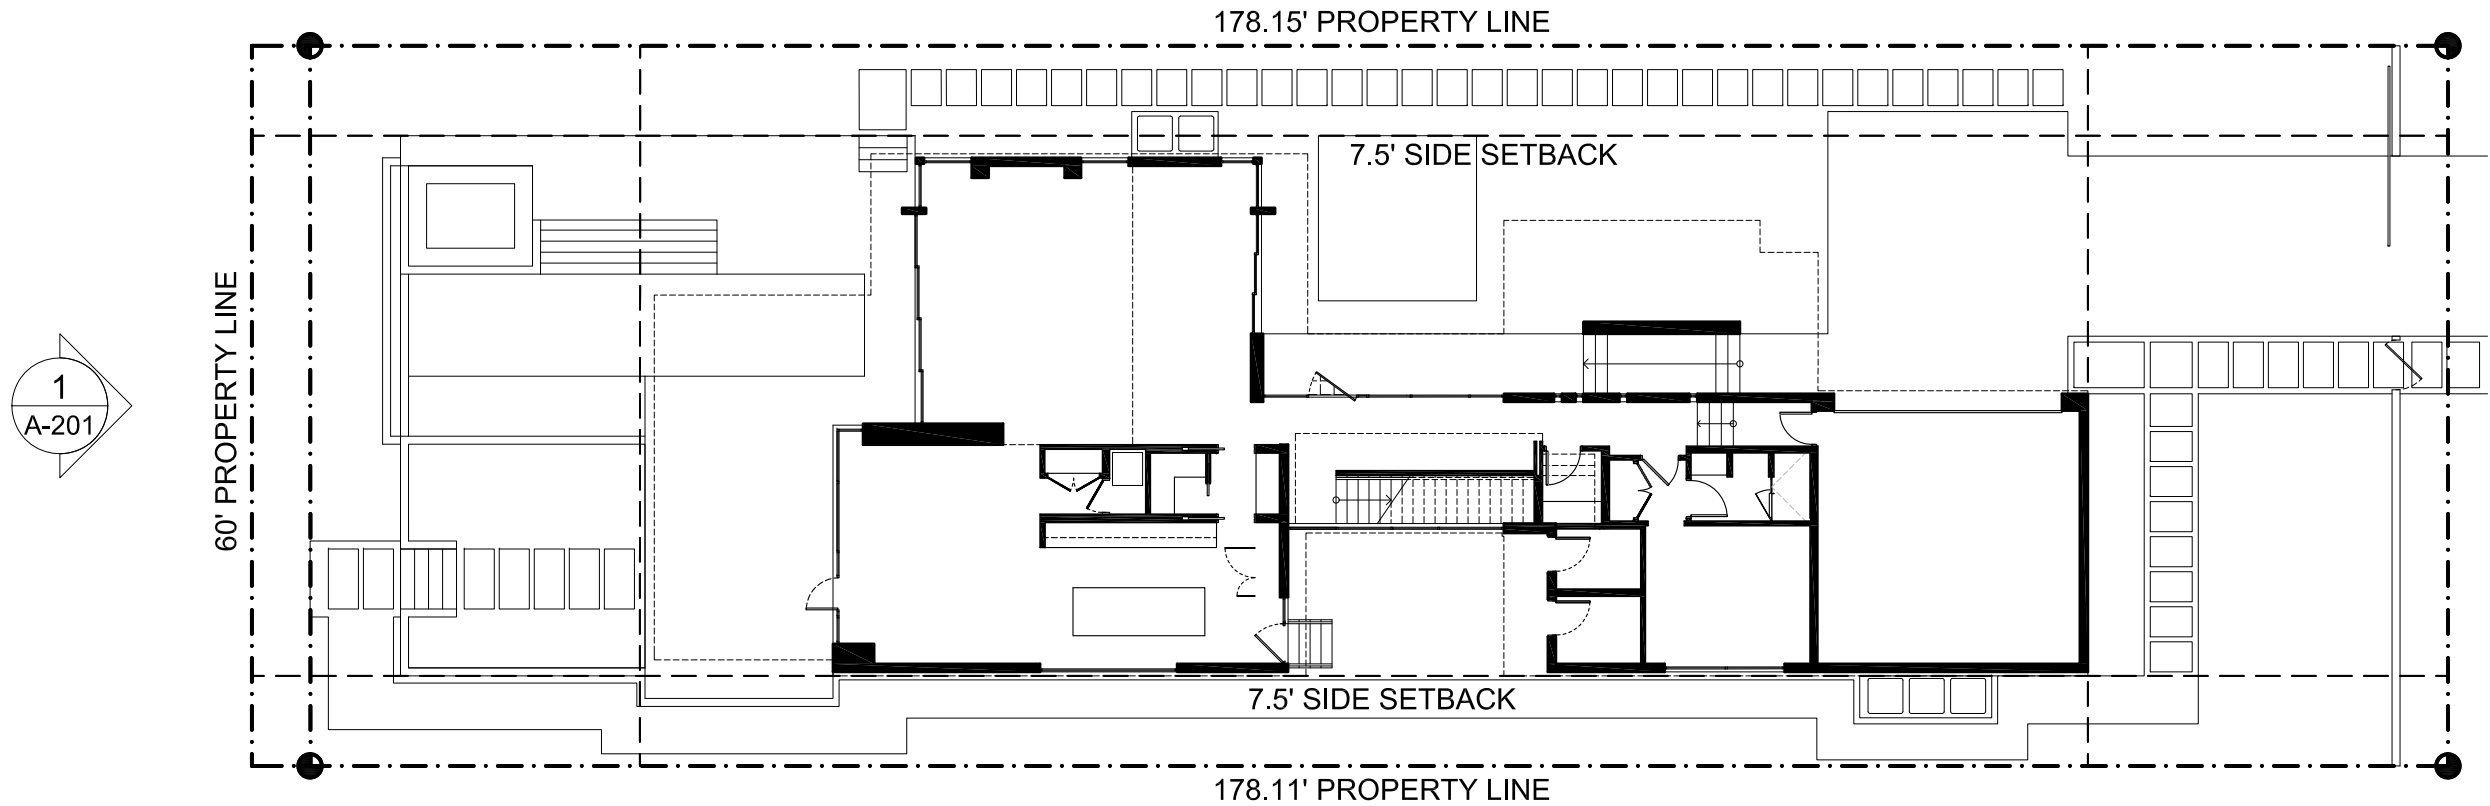 178.15' PROPERTY LINE
7.5' SIDE SETBACK
60' PROPERTY LINE
1
A-201
7.5' SIDE SETBACK
178.11' PROPERTY LINE